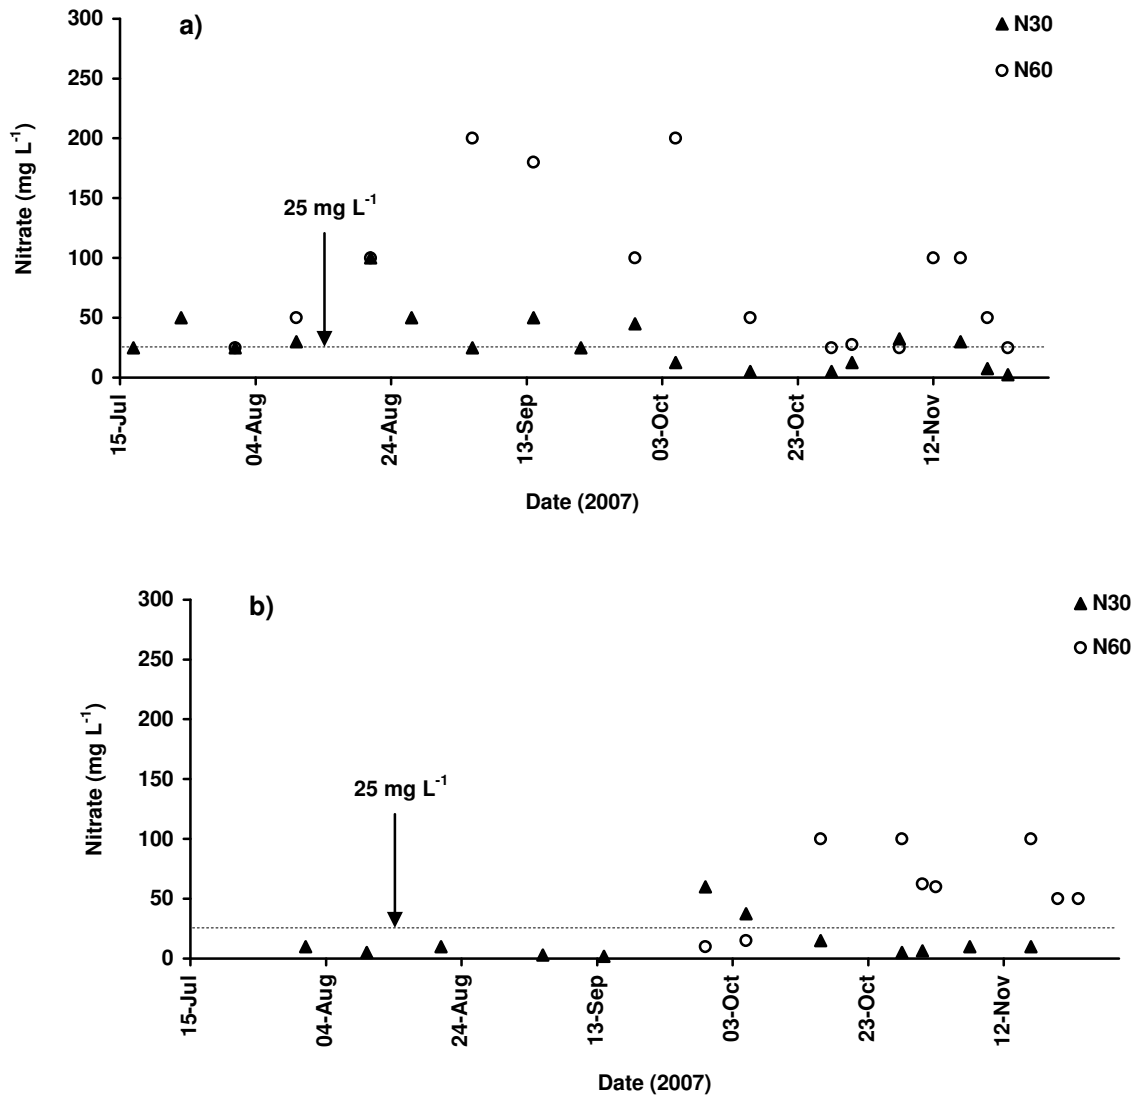 a)
N30
N60
300
250
200
150
100
50
0
Nitrate (mg L-1)
25 mg L-1
15-Jul
04-Aug
24-Aug
13-Sep
03-Oct
23-Oct
12-Nov
Date (2007)
b)
N30
N60
300
250
200
150
100
50
0
Nitrate (mg L-1)
25 mg L-1
15-Jul
04-Aug
24-Aug
13-Sep
03-Oct
23-Oct
12-Nov
Date (2007)